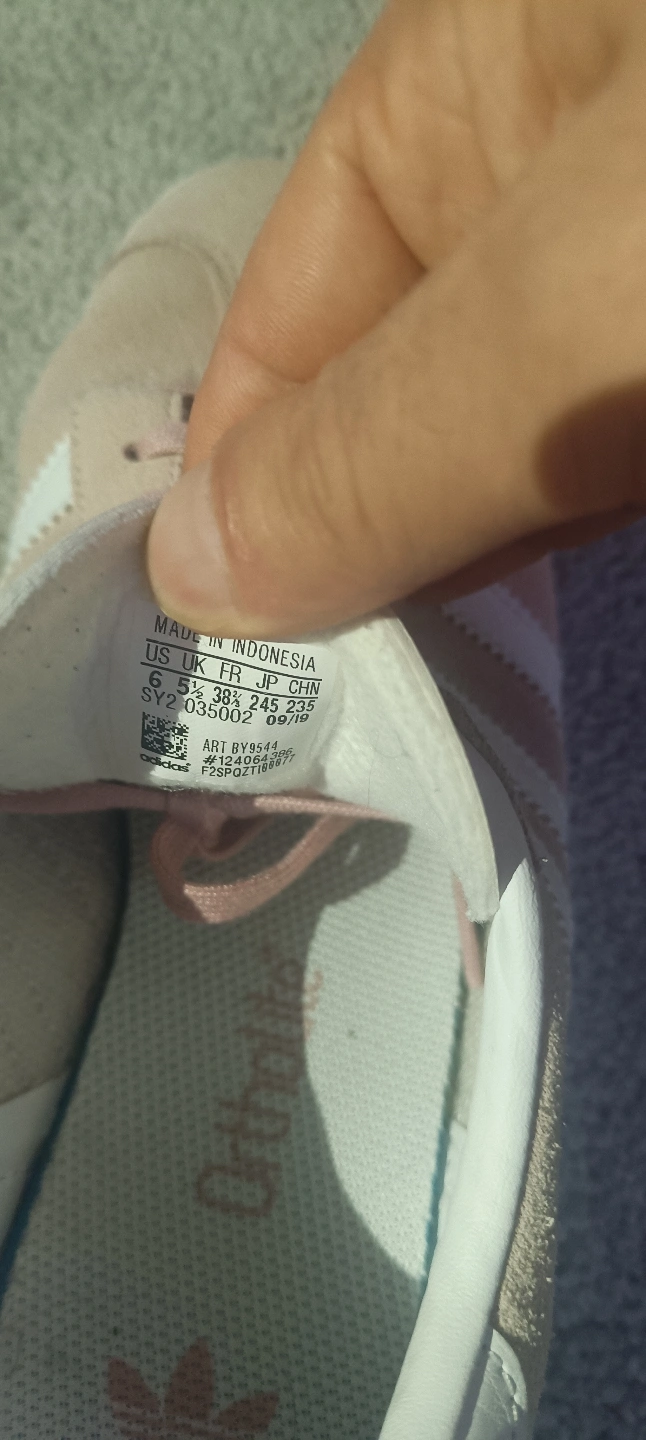 MADE IN INDONESIA
US UK FR JP CHN
6 5½ 38⅔ 245 235
SY2 035002 09/19
ART BY9544
#124064386
adidas F2SPQZT100077
Ortholite